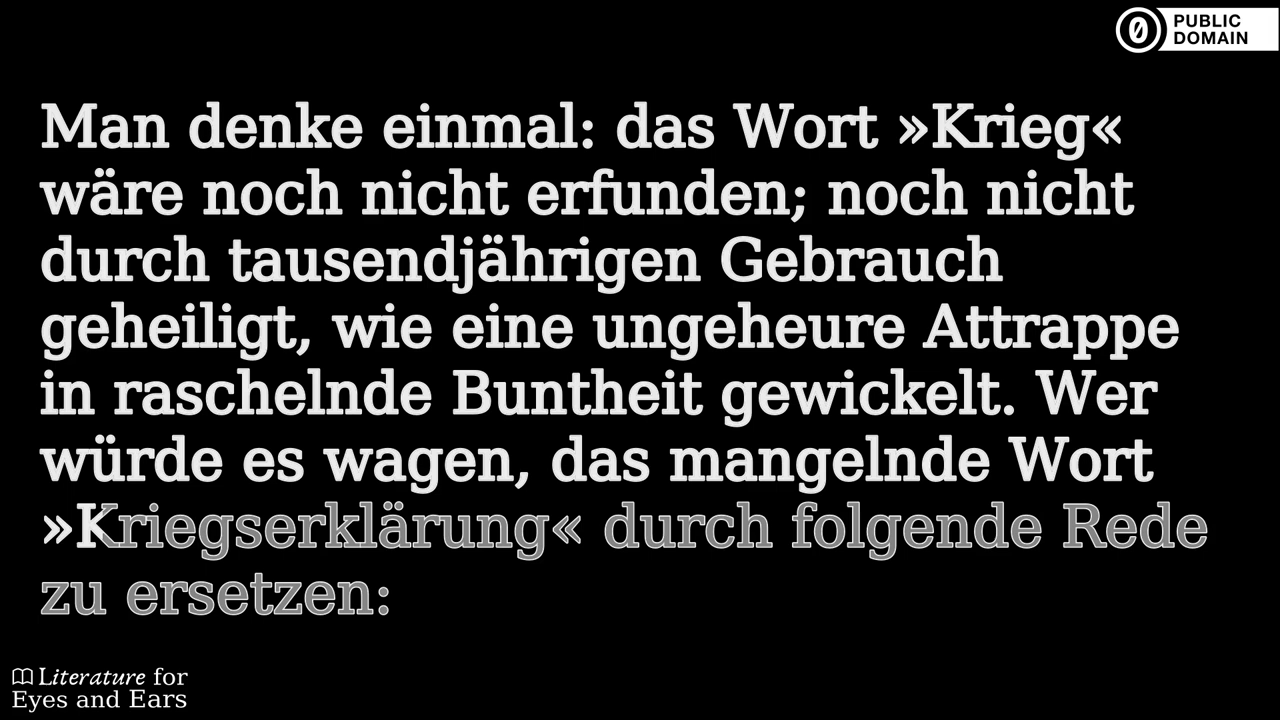 PUBLIC
DOMAIN
Man denke einmal: das Wort »Krieg«
wäre noch nicht erfunden; noch nicht
durch tausendjährigen Gebrauch
geheiligt, wie eine ungeheure Attrappe
in raschelnde Buntheit gewickelt. Wer
würde es wagen, das mangelnde Wort
»Kriegserklärung« durch folgende Rede
zu ersetzen:
Literature for
Eyes and Ears